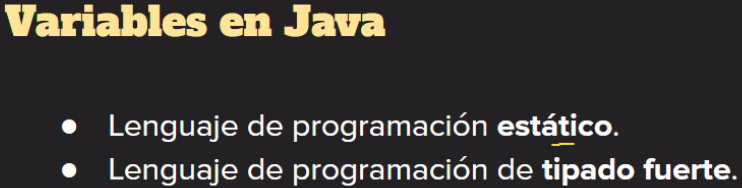 Variables en Java
● Lenguaje de programación estático.
● Lenguaje de programación de tipado fuerte.